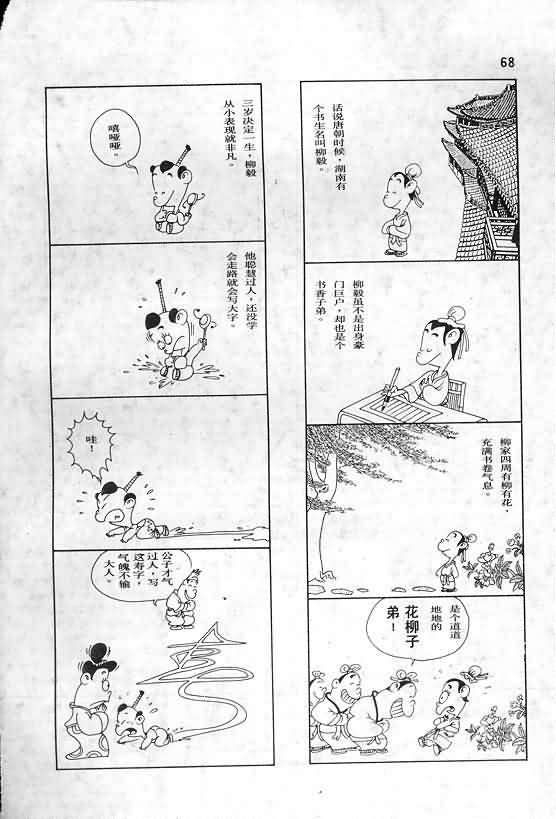 68
话说唐朝时候，湖南有
个书生名叫柳毅。
柳毅虽不是出身豪
门巨户，却也是个
书香子弟。
柳家四周有柳有花，
充满书卷气息。
是个道道
地地的
花柳子
弟！
三岁决定一生，柳毅
从小表现就非凡。
嘻哑哑。
他聪慧过人，还没学
会走路就会写大字。
哇！
公子才气
过人，写
这寿字，
气魄不输
大人。